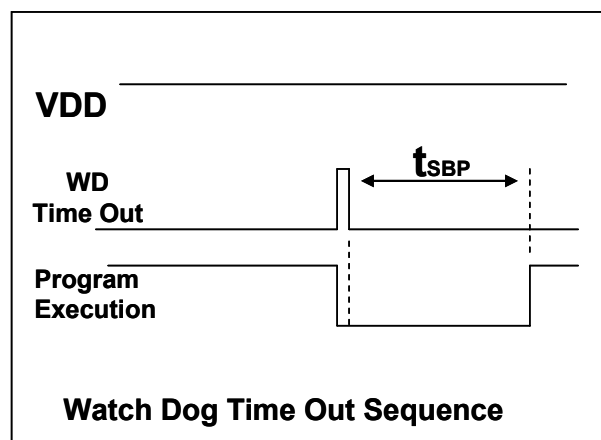 VDD
tSBP
WD
Time Out
Program
Execution
Watch Dog Time Out Sequence